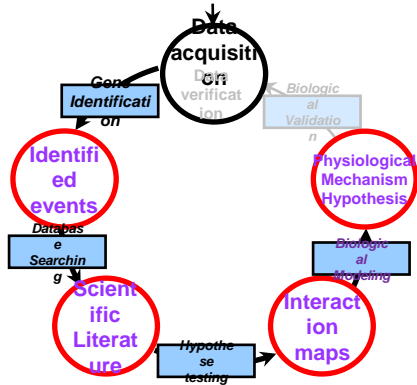 Data
acquisiti
on
Data
verificat
ion
Gene
Identificati
on
Biologic
al
Validatio
n
Identifi
ed
events
Physiological
Mechanism
Hypothesis
Databas
e
Searchin
g
Biologic
al
Modeling
Scienti
ific
Literat
ure
Interact
ion
maps
Hypothe
se
testing